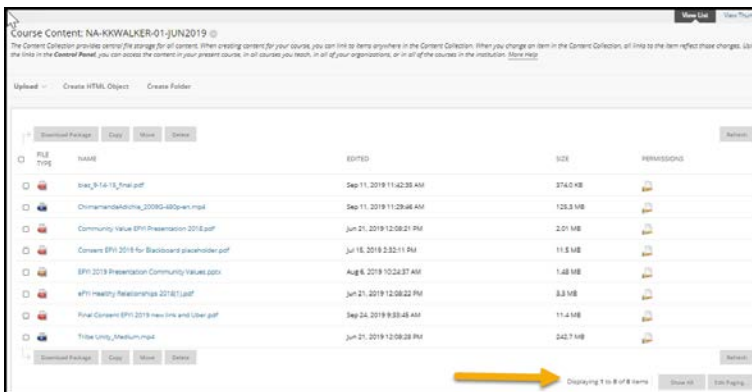 View List View Thu
Course Content: NA-KKWALKER-01-JUN2019
The Content Collection provides central file storage for all content. When creating content for your course, you can link to items anywhere in the Content Collection. When you change an item in the Content Collection, all links to the item reflect those changes.
the links in the Control Panel, you can access the content in your present course, in all courses you teach, in all of your organizations, or in all of the courses in the institution. More Help
Upload Create HTML Object Create Folder
Download Package Copy Move Delete Refresh
FILE TYPE NAME EDITED SIZE PERMISSIONS
bias_9-14-15_final.pdf Sep 11, 2019 11:42:35 AM 374.0 KB
ChimamandaAdichie_2009G-480p-en.mp4 Sep 11, 2019 11:29:46 AM 125.3 MB
Community Value EFYI Presentation 2018.pdf Jun 21, 2019 12:08:21 PM 2.01 MB
Consent EFYI 2019 for Blackboard placeholder.pdf Jul 15, 2019 2:32:11 PM 11.5 MB
EFYI 2019 Presentation Community Values.pptx Aug 6, 2019 10:24:37 AM 1.48 MB
eFYI Healthy Relationships 2018(1).pdf Jun 21, 2019 12:08:22 PM 3.3 MB
Final Consent EFYI 2019 new link and Uber.pdf Sep 24, 2019 9:35:45 AM 11.4 MB
Tribe Unity_Medium.mp4 Jun 21, 2019 12:08:28 PM 242.7 MB
Download Package Copy Move Delete Refresh
Displaying 1 to 8 of 8 items Show All Edit Paging...